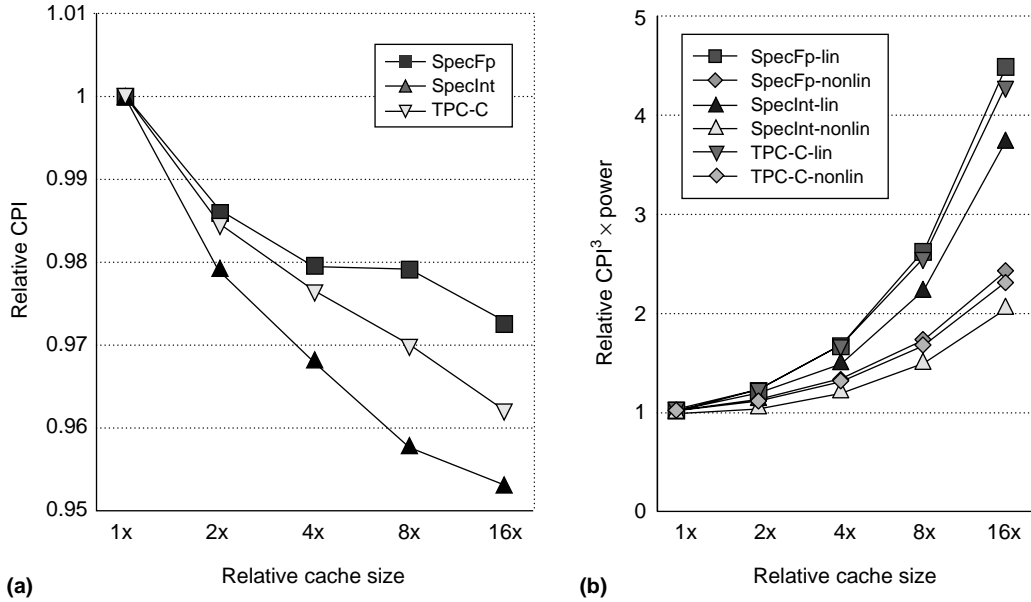 1.01
1
0.99
0.98
0.97
0.96
0.95
Relative CPI
SpecFp
SpecInt
TPC-C
1x
2x
4x
8x
16x
Relative cache size
(a)
5
4
3
2
1
0
Relative CPI³ × power
SpecFp-lin
SpecFp-nonlin
SpecInt-lin
SpecInt-nonlin
TPC-C-lin
TPC-C-nonlin
1x
2x
4x
8x
16x
Relative cache size
(b)